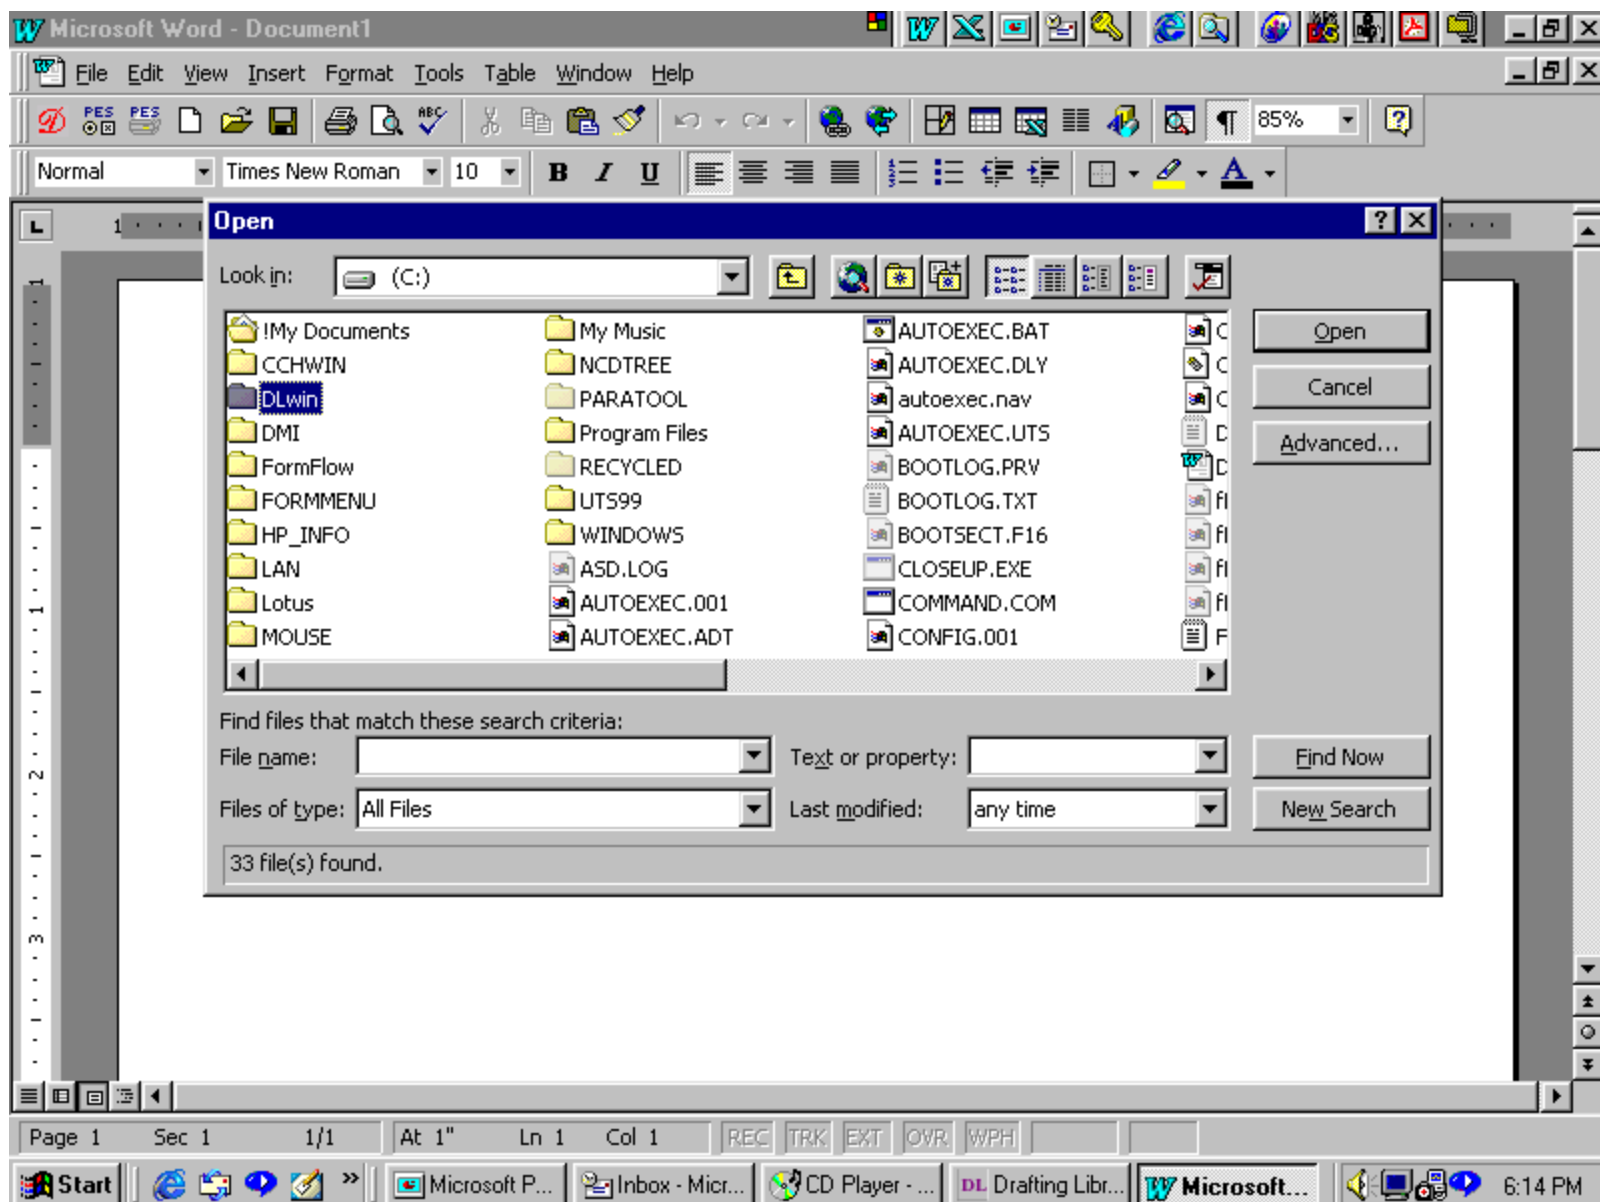 Microsoft Word - Document1
File Edit View Insert Format Tools Table Window Help
PES PES ABC 85%
Normal Times New Roman 10 B I U A
Open
Look in: (C:)
!My Documents My Music AUTOEXEC.BAT C
CCHWIN NCDTREE AUTOEXEC.DLY C
DLwin PARATOOL autoexec.nav C
DMI Program Files AUTOEXEC.UTS D
FormFlow RECYCLED BOOTLOG.PRV D
FORMMENU UTS99 BOOTLOG.TXT fl
HP_INFO WINDOWS BOOTSECT.F16 fl
LAN ASD.LOG CLOSEUP.EXE fl
Lotus AUTOEXEC.001 COMMAND.COM fl
MOUSE AUTOEXEC.ADT CONFIG.001 F
Open
Cancel
Advanced...
Find files that match these search criteria:
File name: Text or property: Find Now
Files of type: All Files Last modified: any time New Search
33 file(s) found.
Page 1 Sec 1 1/1 At 1" Ln 1 Col 1 REC TRK EXT OVR WPH
Start » Microsoft P... Inbox - Micr... CD Player - ... DL Drafting Libr... Microsoft... 6:14 PM